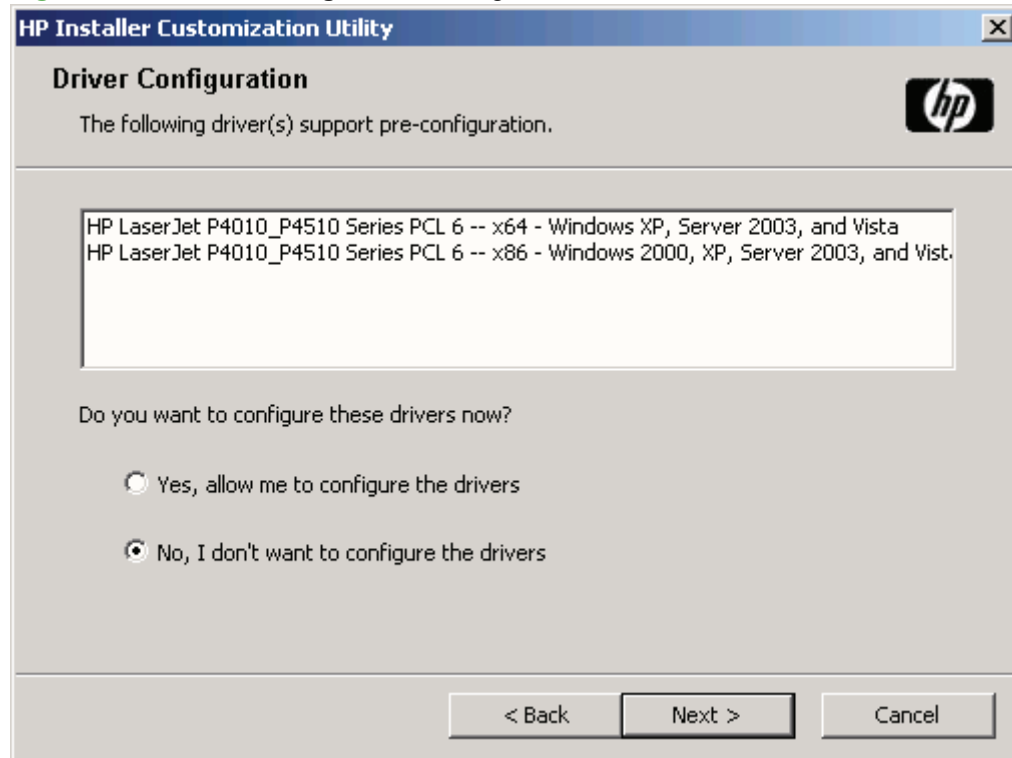 HP Installer Customization Utility
Driver Configuration
The following driver(s) support pre-configuration.
hp
HP LaserJet P4010_P4510 Series PCL 6 -- x64 - Windows XP, Server 2003, and Vista
HP LaserJet P4010_P4510 Series PCL 6 -- x86 - Windows 2000, XP, Server 2003, and Vist
Do you want to configure these drivers now?
Yes, allow me to configure the drivers
No, I don't want to configure the drivers
< Back
Next >
Cancel